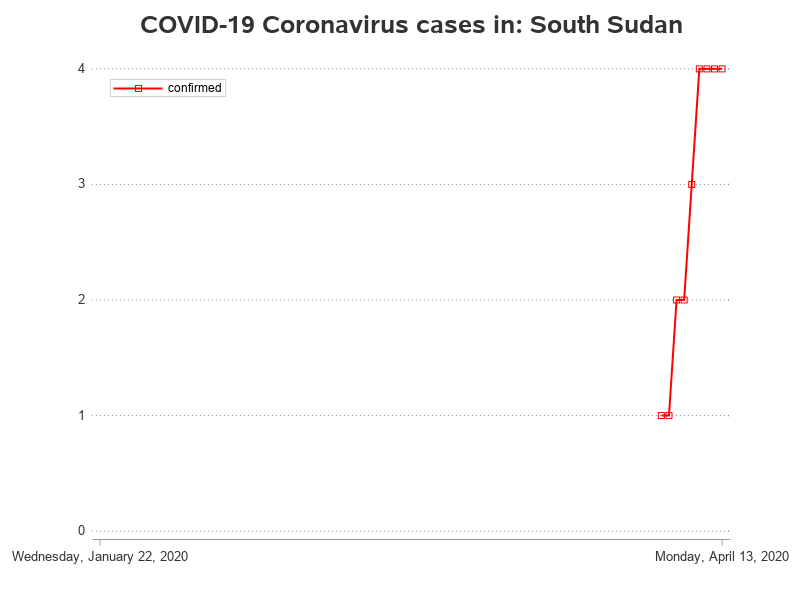 COVID-19 Coronavirus cases in: South Sudan
4
confirmed
3
2
1
0
Wednesday, January 22, 2020 Monday, April 13, 2020